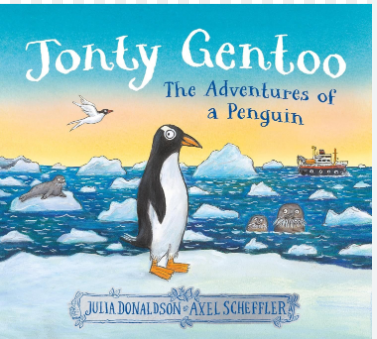 Jonty Gentoo
The Adventures of
a Penguin
JULIA DONALDSON AXEL SCHEFFLER